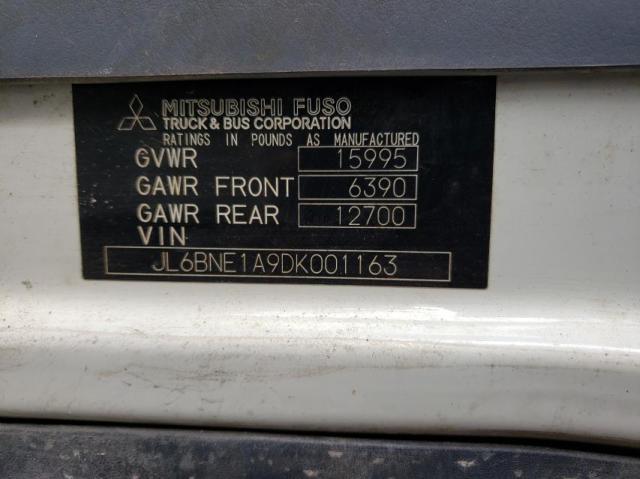 MITSUBISHI FUSO
TRUCK & BUS CORPORATION
RATINGS IN POUNDS AS MANUFACTURED
GVWR 15995
GAWR FRONT 6390
GAWR REAR 12700
VIN
JL6BNE1A9DK001163